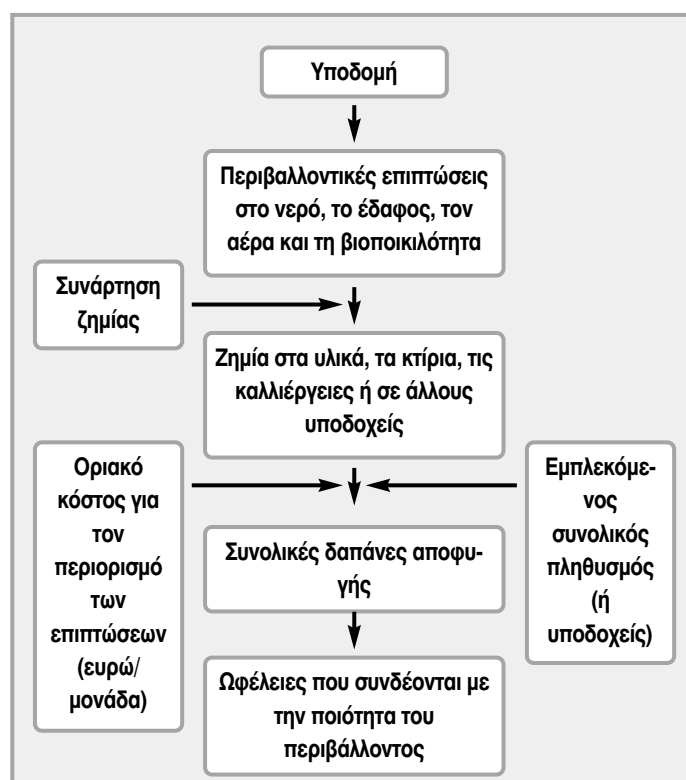 Υποδομή
Περιβαλλοντικές επιπτώσεις
στο νερό, το έδαφος, τον
αέρα και τη βιοποικιλότητα
Συνάρτηση
ζημίας
Ζημία στα υλικά, τα κτίρια, τις
καλλιέργειες ή σε άλλους
υποδοχείς
Οριακό
κόστος για
τον
περιορισμό
των
επιπτώσεων
(ευρώ/
μονάδα)
Εμπλεκόμε-
νος
συνολικός
πληθυσμός
(ή
υποδοχείς)
Συνολικές δαπάνες αποφυ-
γής
Ωφέλειες που συνδέονται με
την ποιότητα του
περιβάλλοντος